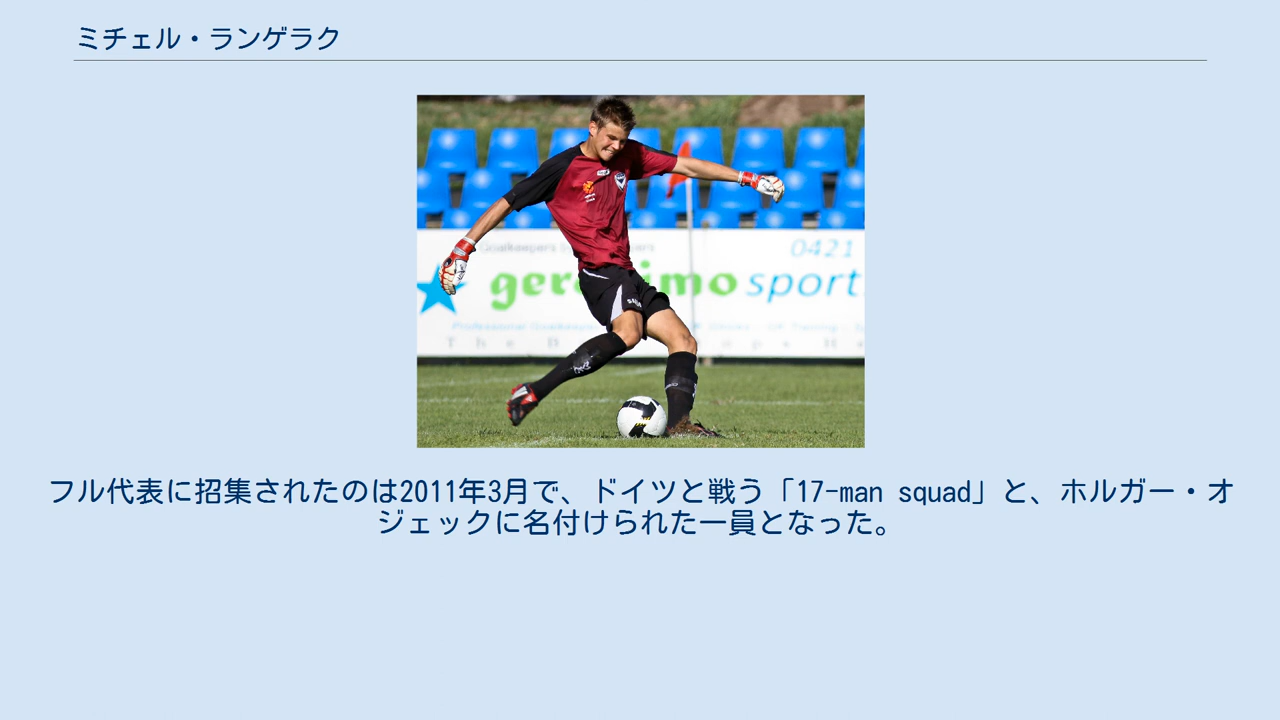 ミチェル・ランゲラク
0421
sport
フル代表に招集されたのは2011年3月で、ドイツと戦う「17-man squad」と、ホルガー・オ
ジェックに名付けられた一員となった。